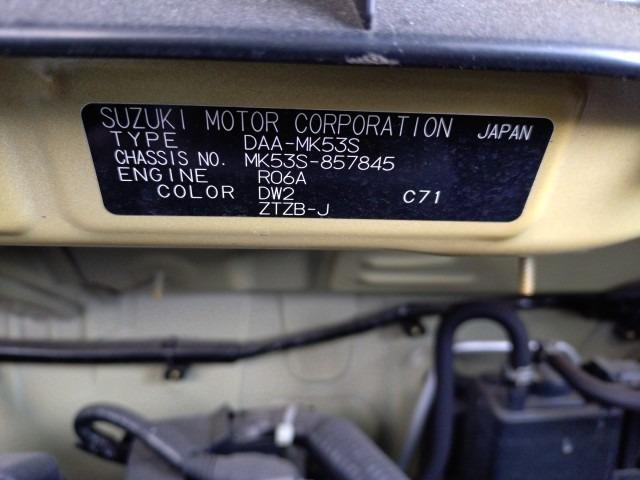 SUZUKI MOTOR CORPORATION JAPAN
TYPE DAA-MK53S
CHASSIS NO. MK53S-857845
ENGINE R06A
COLOR DW2 C71
ZTZB-J